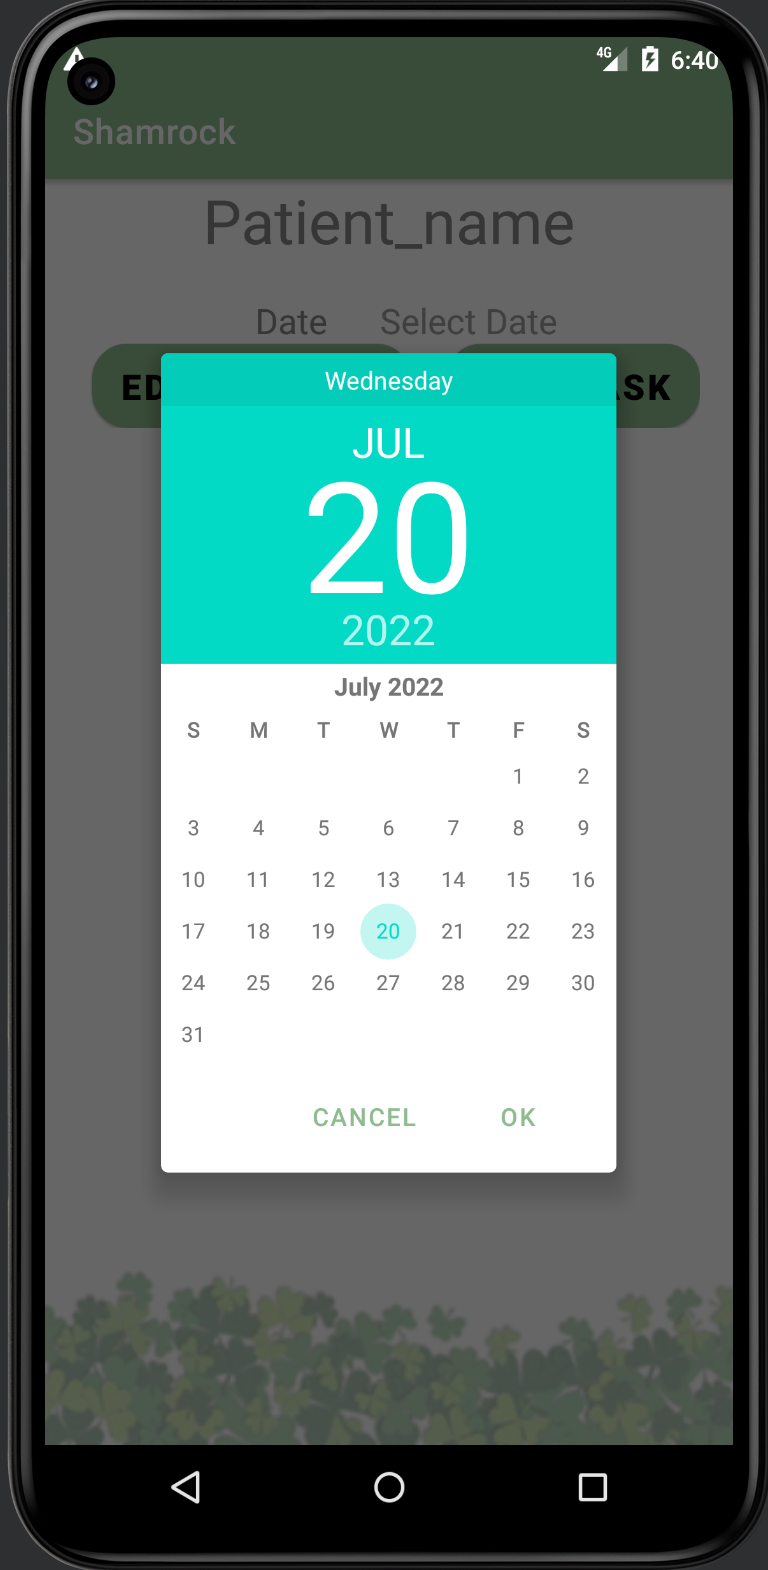 4G 6:40
Shamrock
Patient_name
Date Select Date
ED ASK
Wednesday
JUL
20
2022
July 2022
S M T W T F S
1 2
3 4 5 6 7 8 9
10 11 12 13 14 15 16
17 18 19 20 21 22 23
24 25 26 27 28 29 30
31
CANCEL OK